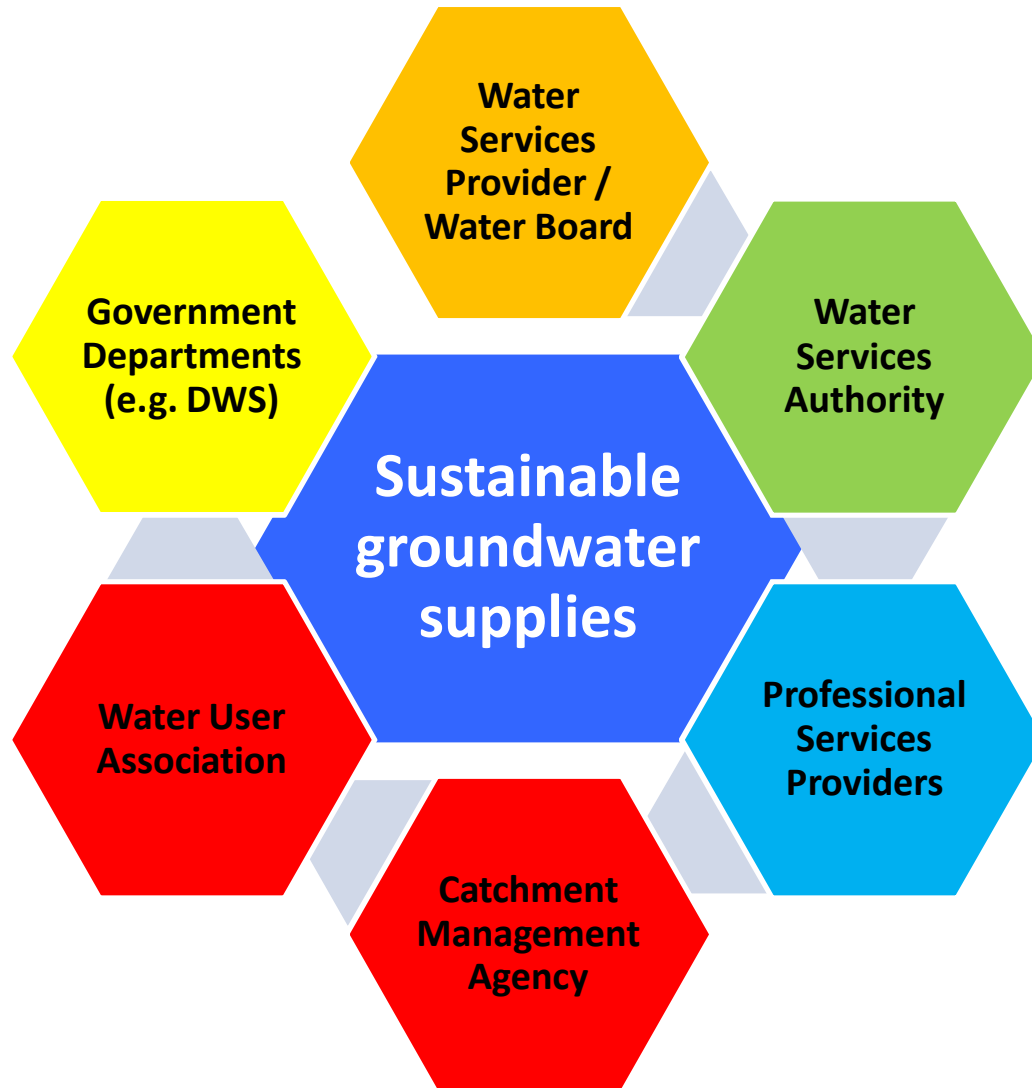 Water
Services
Provider /
Water Board
Government
Departments
(e.g. DWS)
Water
Services
Authority
Sustainable
groundwater
supplies
Water User
Association
Professional
Services
Providers
Catchment
Management
Agency